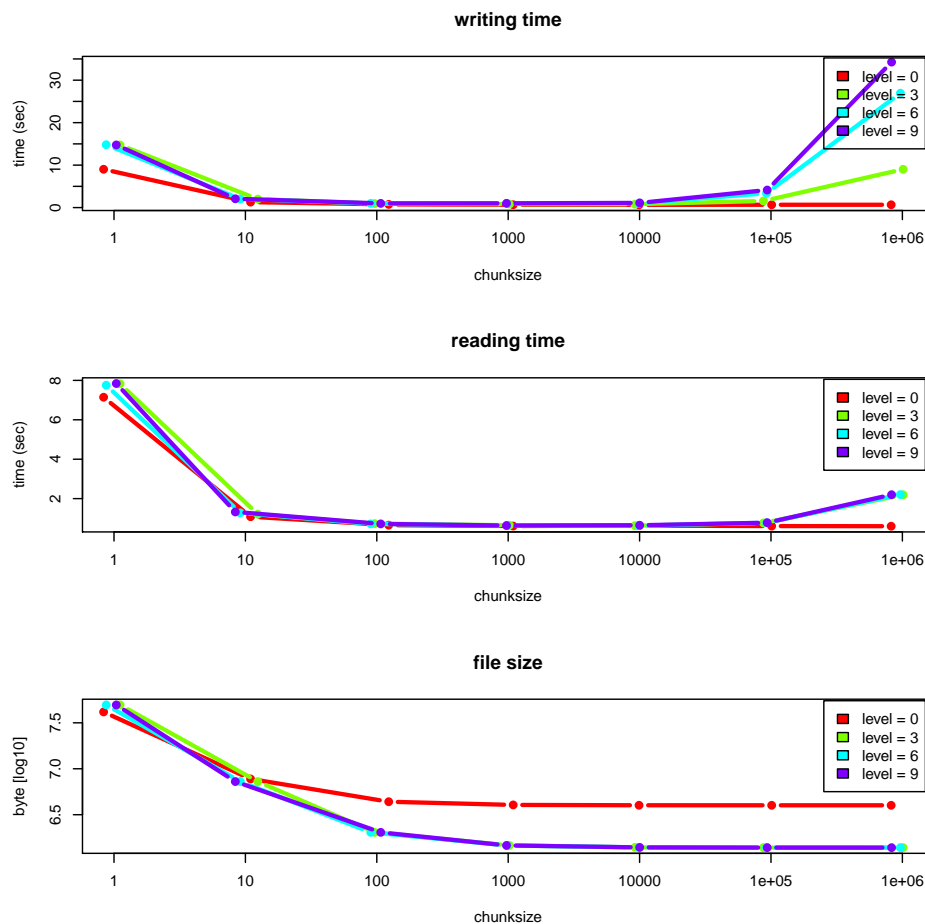 writing time
time (sec)
0 10 20 30
level = 0
level = 3
level = 6
level = 9
1 10 100 1000 10000 1e+05 1e+06
chunksize
reading time
time (sec)
2 4 6 8
level = 0
level = 3
level = 6
level = 9
1 10 100 1000 10000 1e+05 1e+06
chunksize
file size
byte [log10]
6.5 7.0 7.5
level = 0
level = 3
level = 6
level = 9
1 10 100 1000 10000 1e+05 1e+06
chunksize